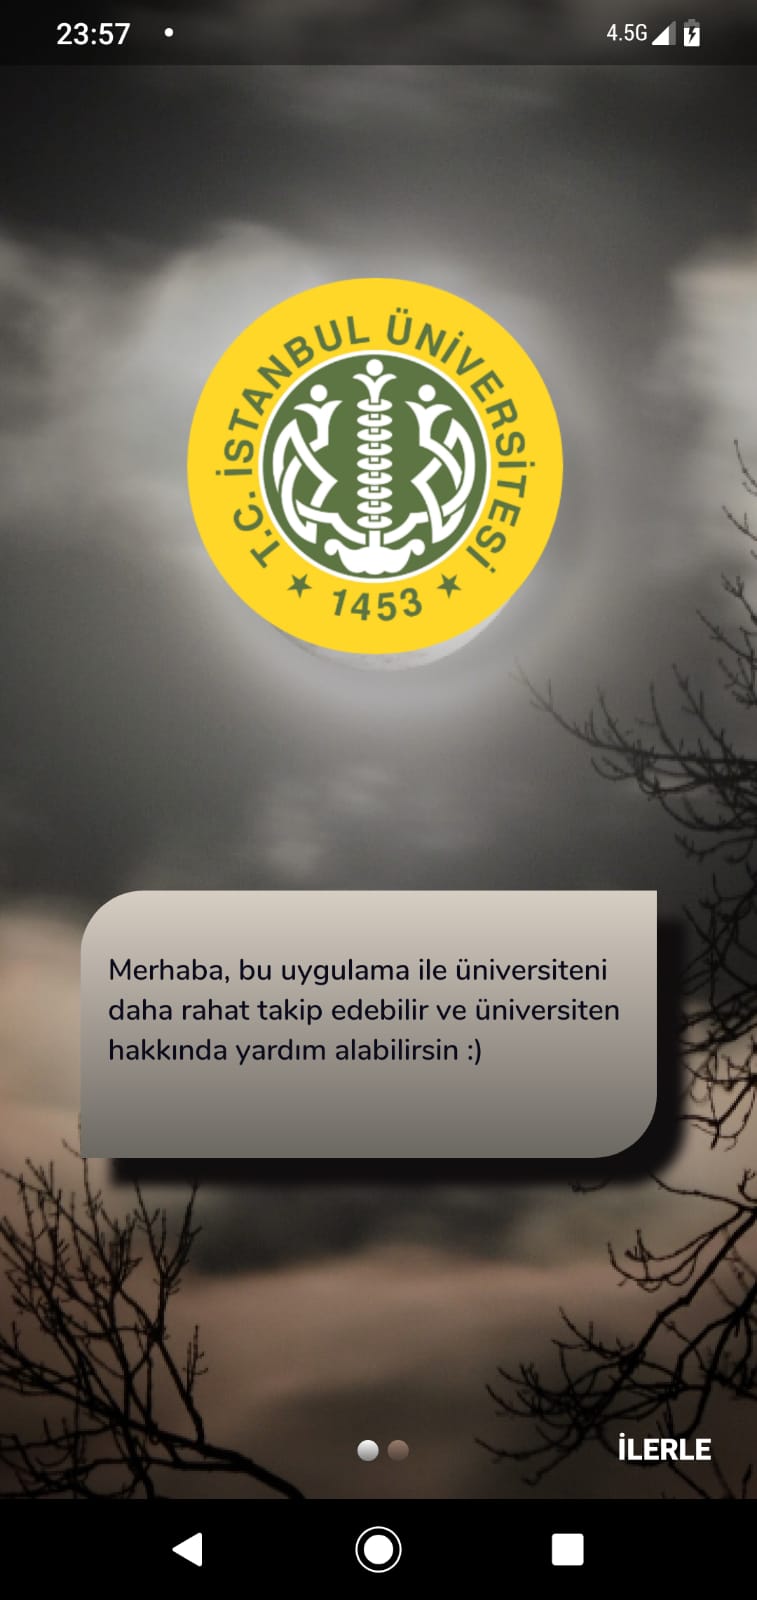 23:57
4.5G
T.C. İSTANBUL ÜNİVERSİTESİ
1453
Merhaba, bu uygulama ile üniversiteni
daha rahat takip edebilir ve üniversiten
hakkında yardım alabilirsin :)
İLERLE